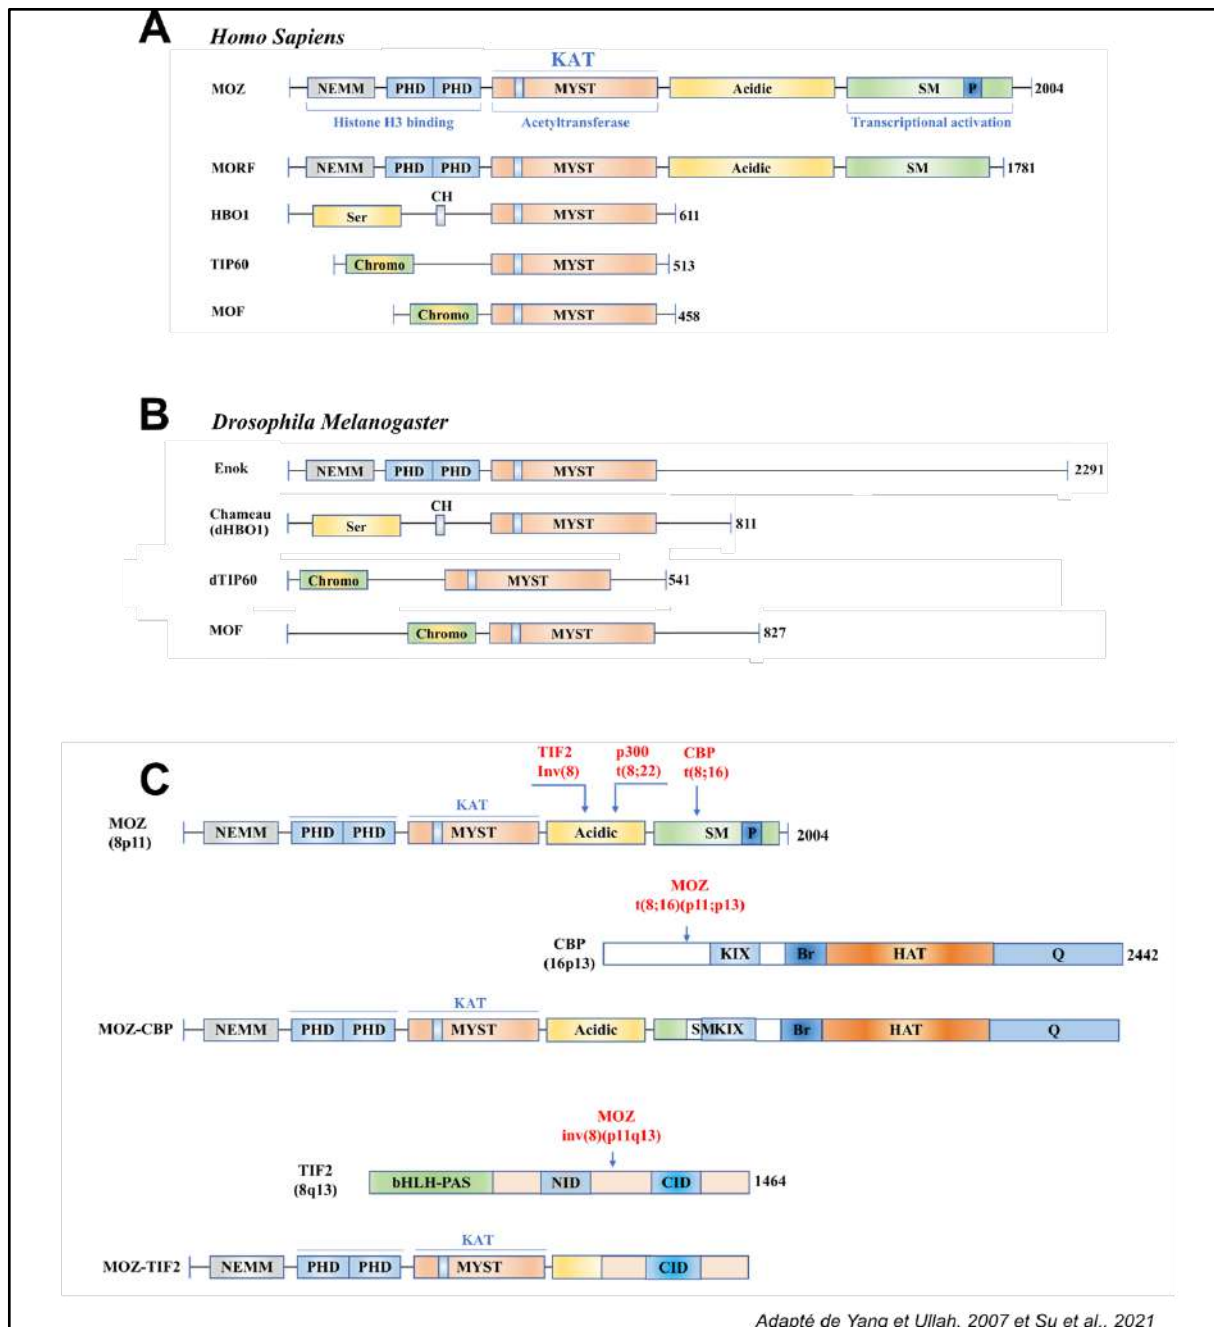 A Homo Sapiens
KAT
MOZ NEMM PHD PHD MYST Acidic SM P 2004
Histone H3 binding Acetyltransferase Transcriptional activation
MORF NEMM PHD PHD MYST Acidic SM 1781
CH
HBO1 Ser MYST 611
TIP60 Chromo MYST 513
MOF Chromo MYST 458
B Drosophila Melanogaster
Enok NEMM PHD PHD MYST 2291
CH
Chameau
(dHBO1) Ser MYST 811
dTIP60 Chromo MYST 541
MOF Chromo MYST 827
C
TIF2 p300 CBP
Inv(8) t(8;22) t(8;16)
KAT
MOZ
(8p11) NEMM PHD PHD MYST Acidic SM P 2004
MOZ
t(8;16)(p11;p13)
CBP
(16p13) KIX Br HAT Q 2442
KAT
MOZ-CBP NEMM PHD PHD MYST Acidic SMKIX Br HAT Q
MOZ
inv(8)(p11q13)
TIF2
(8q13) bHLH-PAS NID CID 1464
KAT
MOZ-TIF2 NEMM PHD PHD MYST CID
Adapté de Yang et Ullah, 2007 et Su et al., 2021